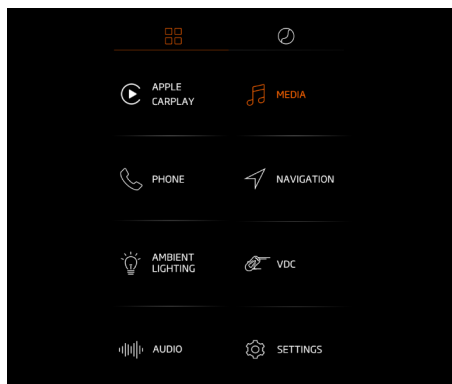 APPLE
CARPLAY
MEDIA
PHONE
NAVIGATION
AMBIENT
LIGHTING
VDC
AUDIO
SETTINGS